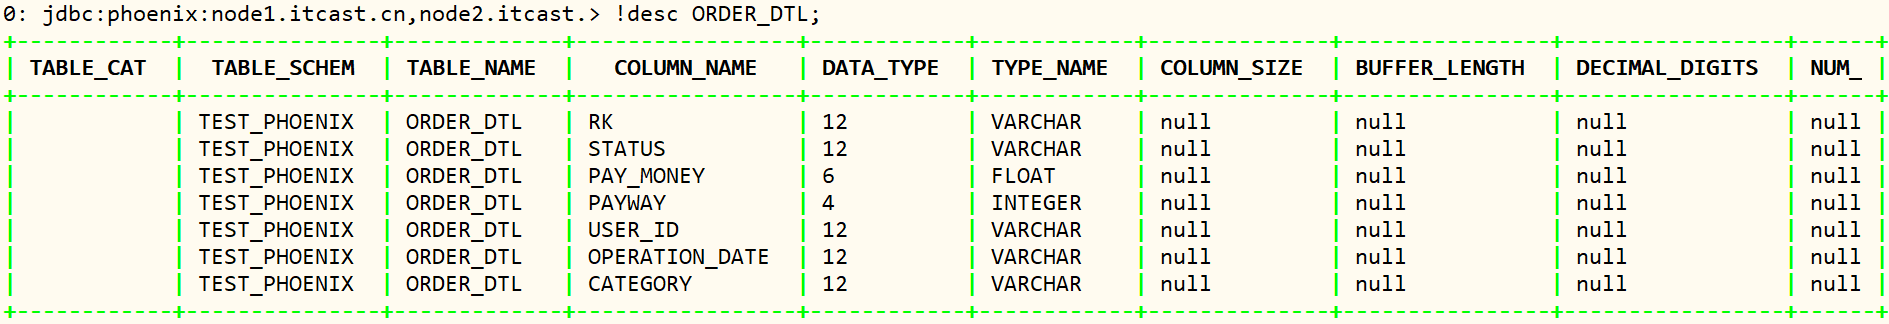 0: jdbc:phoenix:node1.itcast.cn,node2.itcast.> !desc ORDER_DTL;
+------------+---------------+------------+-----------------+------------+------------+--------------+----------------+-----------------+------+
| TABLE_CAT | TABLE_SCHEM | TABLE_NAME | COLUMN_NAME | DATA_TYPE | TYPE_NAME | COLUMN_SIZE | BUFFER_LENGTH | DECIMAL_DIGITS | NUM_ |
+------------+---------------+------------+-----------------+------------+------------+--------------+----------------+-----------------+------+
| | TEST_PHOENIX | ORDER_DTL | RK | 12 | VARCHAR | null | null | null | null |
| | TEST_PHOENIX | ORDER_DTL | STATUS | 12 | VARCHAR | null | null | null | null |
| | TEST_PHOENIX | ORDER_DTL | PAY_MONEY | 6 | FLOAT | null | null | null | null |
| | TEST_PHOENIX | ORDER_DTL | PAYWAY | 4 | INTEGER | null | null | null | null |
| | TEST_PHOENIX | ORDER_DTL | USER_ID | 12 | VARCHAR | null | null | null | null |
| | TEST_PHOENIX | ORDER_DTL | OPERATION_DATE | 12 | VARCHAR | null | null | null | null |
| | TEST_PHOENIX | ORDER_DTL | CATEGORY | 12 | VARCHAR | null | null | null | null |
+------------+---------------+------------+-----------------+------------+------------+--------------+----------------+-----------------+------+